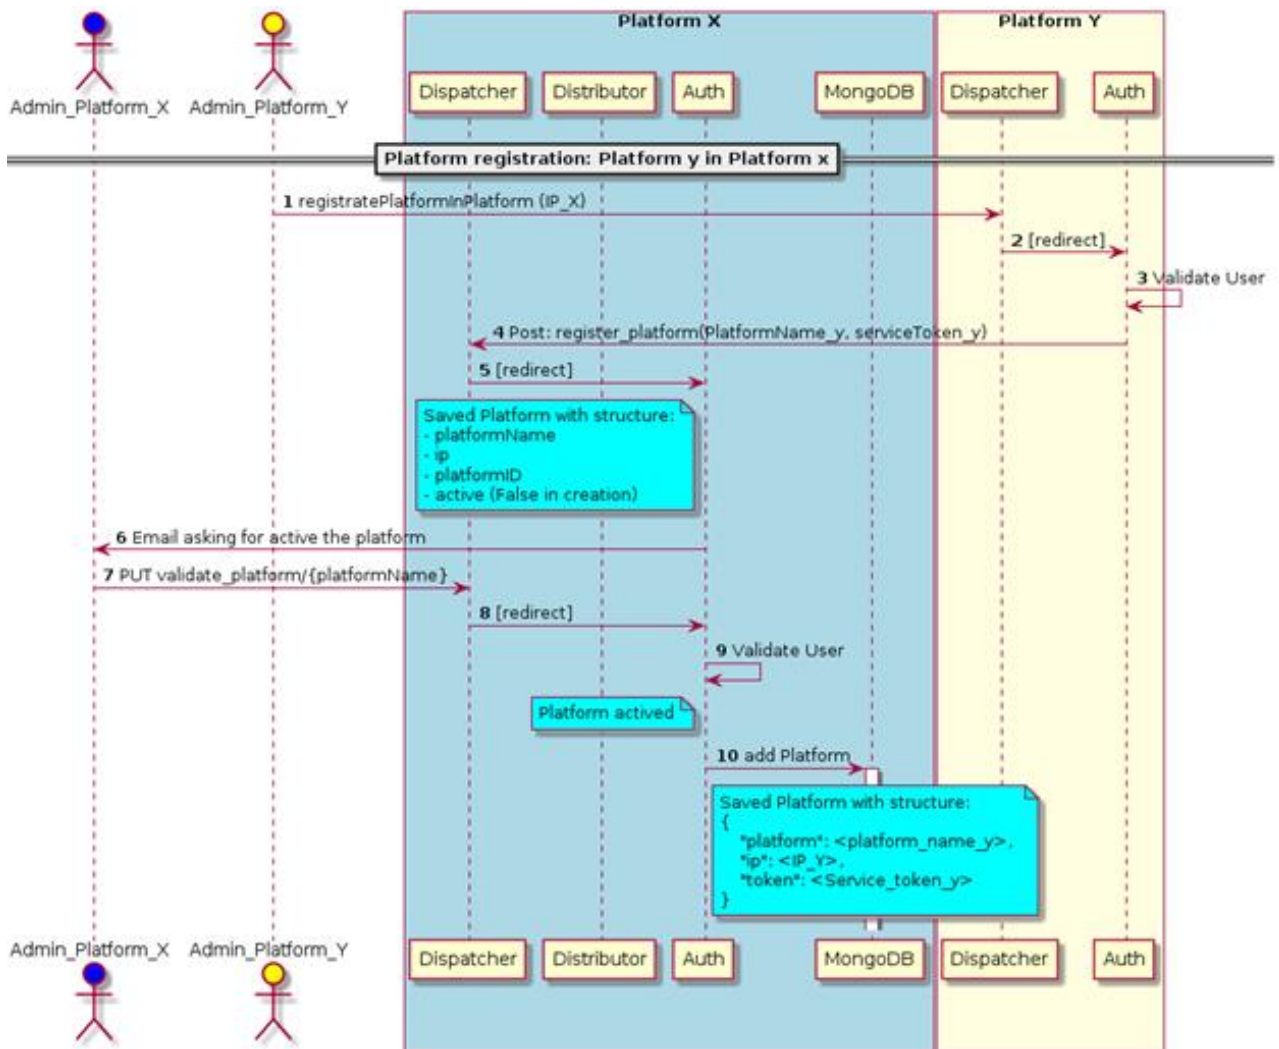 Platform X
Platform Y
Admin_Platform_X
Admin_Platform_Y
Dispatcher
Distributor
Auth
MongoDB
Dispatcher
Auth
Platform registration: Platform y in Platform x
1 registratePlatformInPlatform (IP_X)
2 [redirect]
3 Validate User
4 Post: register_platform(PlatformName_y, serviceToken_y)
5 [redirect]
Saved Platform with structure:
- platformName
- ip
- platformID
- active (False in creation)
6 Email asking for active the platform
7 PUT validate_platform/{platformName}
8 [redirect]
9 Validate User
Platform actived
10 add Platform
Saved Platform with structure:
{
"platform": <platform_name_y>,
"ip": <IP_Y>,
"token": <Service_token_y>
}
Admin_Platform_X
Admin_Platform_Y
Dispatcher
Distributor
Auth
MongoDB
Dispatcher
Auth